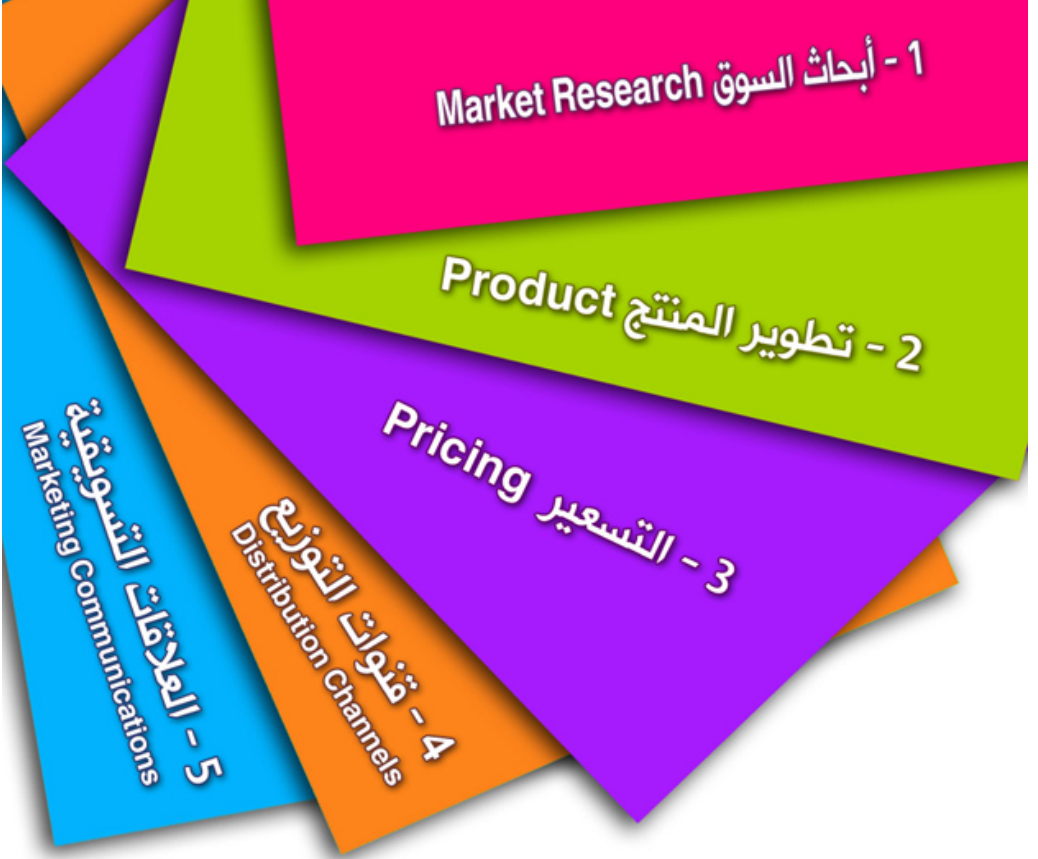 1 - أبحاث السوق Market Research
2 - تطوير المنتج Product
3 - التسعير Pricing
4 - قنوات التوزيع
Distribution Channels
5 - العلاقات التسويقية
Marketing Communications